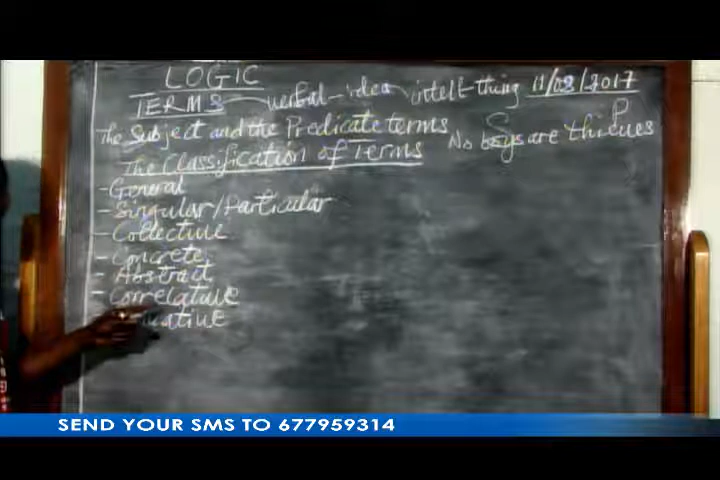 LOGIC
TERMS verbal - idea intelt-thing 11/08/2017
The Subject and the Predicate terms
S P
No boys are thieves
The Classification of Terms
- General
- Singular/Particular
- Collective
- Concrete
- Abstract
- Correlative
SEND YOUR SMS TO 677959314